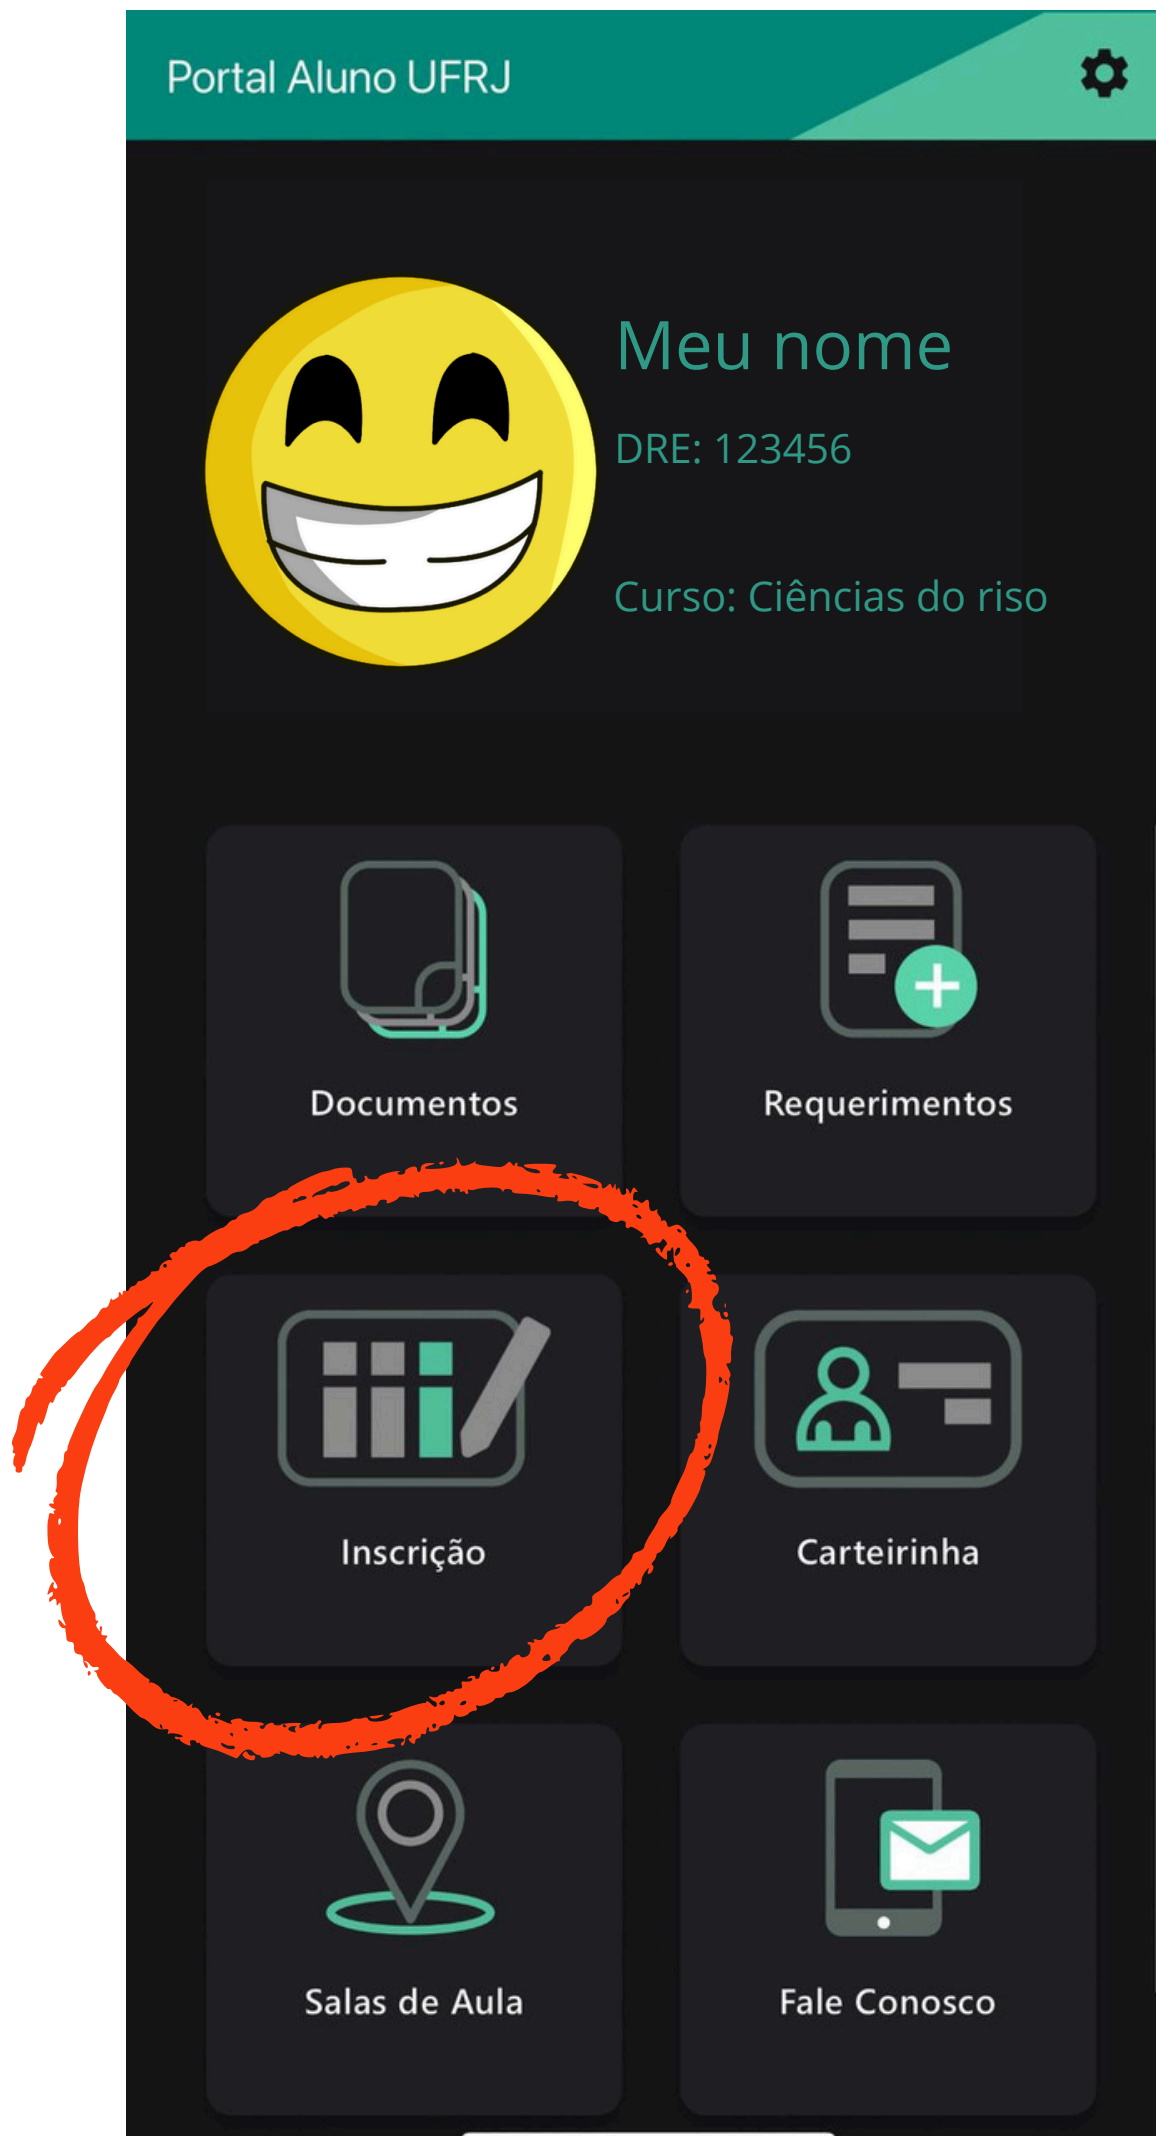 Portal Aluno UFRJ
Meu nome
DRE: 123456
Curso: Ciências do riso
Documentos
Requerimentos
Inscrição
Carteirinha
Salas de Aula
Fale Conosco